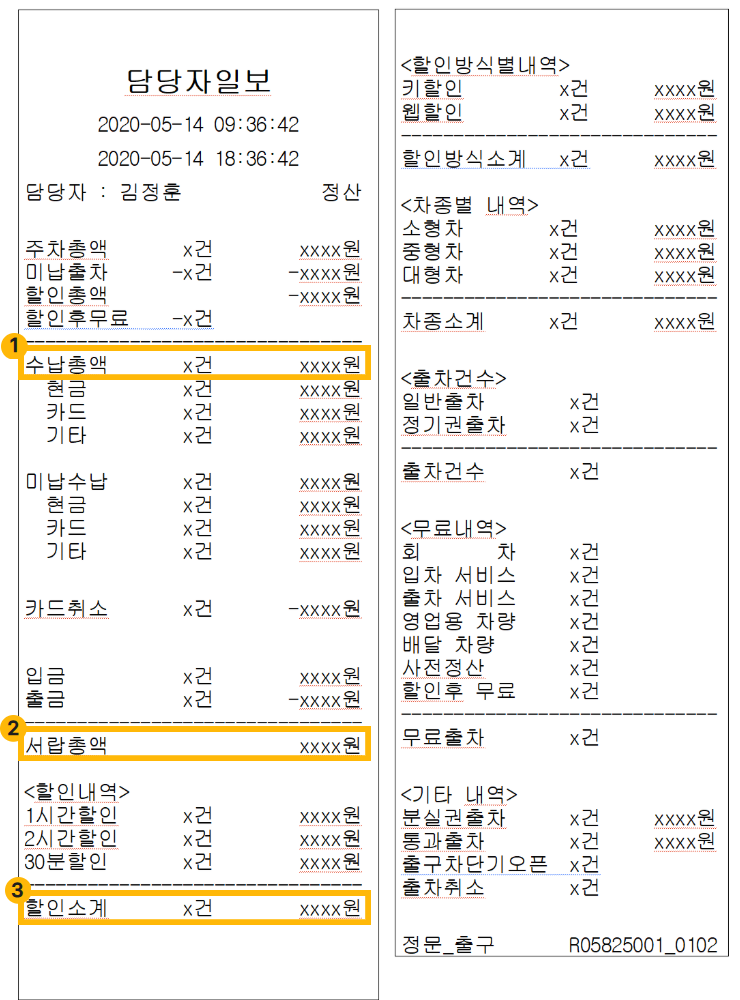 담당자일보
2020-05-14 09:36:42
2020-05-14 18:36:42
담당자 : 김정훈 정산
주차총액 x건 xxxx원
미납출차 -x건 -xxxx원
할인총액 -xxxx원
할인후무료 -x건
--------------------------------
1
수납총액 x건 xxxx원
현금 x건 xxxx원
카드 x건 xxxx원
기타 x건 xxxx원
미납수납 x건 xxxx원
현금 x건 xxxx원
카드 x건 xxxx원
기타 x건 xxxx원
카드취소 x건 -xxxx원
입금 x건 xxxx원
출금 x건 -xxxx원
--------------------------------
2
서랍총액 xxxx원
<할인내역>
1시간할인 x건 xxxx원
2시간할인 x건 xxxx원
30분할인 x건 xxxx원
--------------------------------
3
할인소계 x건 xxxx원
<할인방식별내역>
키할인 x건 xxxx원
웹할인 x건 xxxx원
--------------------------------
할인방식소계 x건 xxxx원
<차종별 내역>
소형차 x건 xxxx원
중형차 x건 xxxx원
대형차 x건 xxxx원
--------------------------------
차종소계 x건 xxxx원
<출차건수>
일반출차 x건
정기권출차 x건
--------------------------------
출차건수 x건
<무료내역>
회 차 x건
입차 서비스 x건
출차 서비스 x건
영업용 차량 x건
배달 차량 x건
사전정산 x건
할인후 무료 x건
--------------------------------
무료출차 x건
<기타 내역>
분실권출차 x건 xxxx원
통과출차 x건 xxxx원
출구차단기오픈 x건
출차취소 x건
정문_출구 R05825001_0102